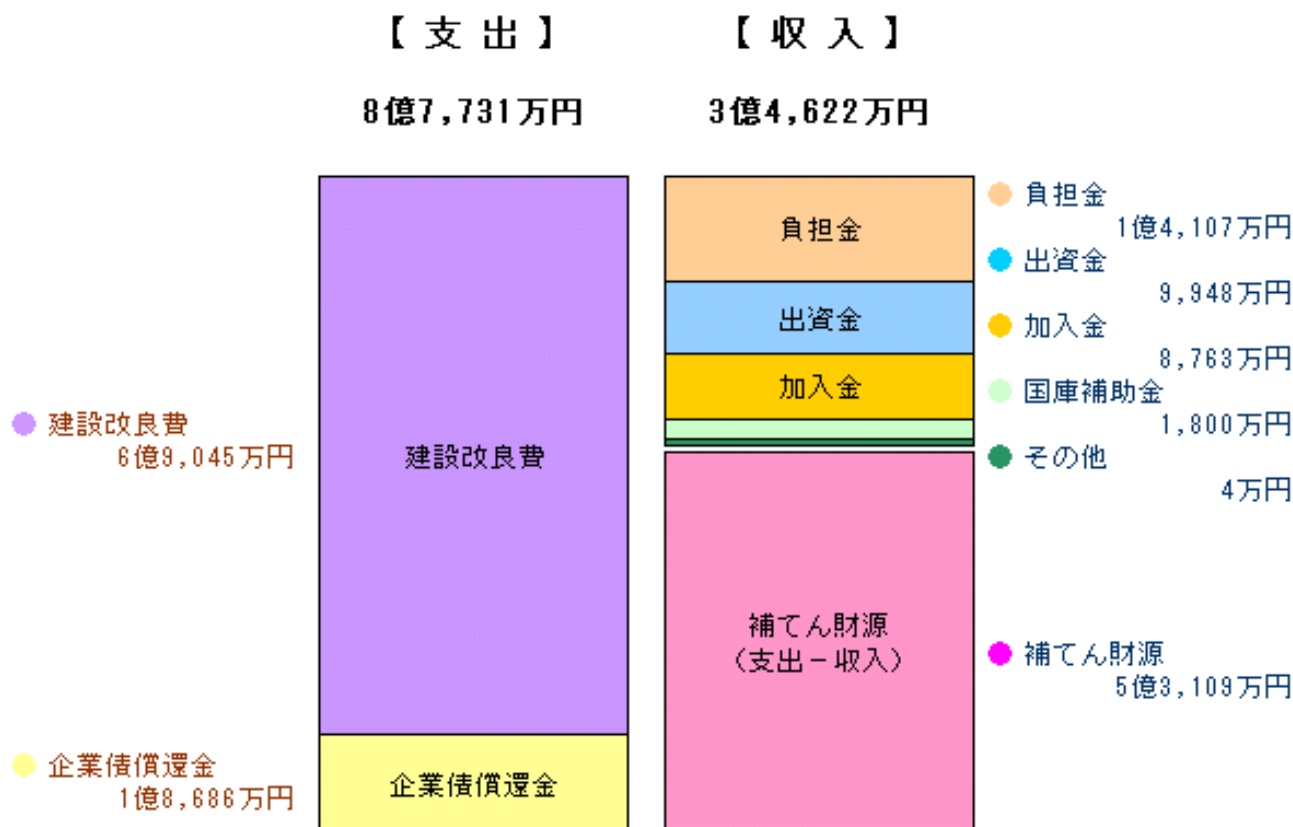 【 支 出 】
【 収 入 】
8億7,731万円
3億4,622万円
建設改良費
6億9,045万円
企業債償還金
1億8,686万円
建設改良費
企業債償還金
負担金
出資金
加入金
補てん財源
(支出-収入)
負担金
1億4,107万円
出資金
9,948万円
加入金
8,763万円
国庫補助金
1,800万円
その他
4万円
補てん財源
5億3,109万円